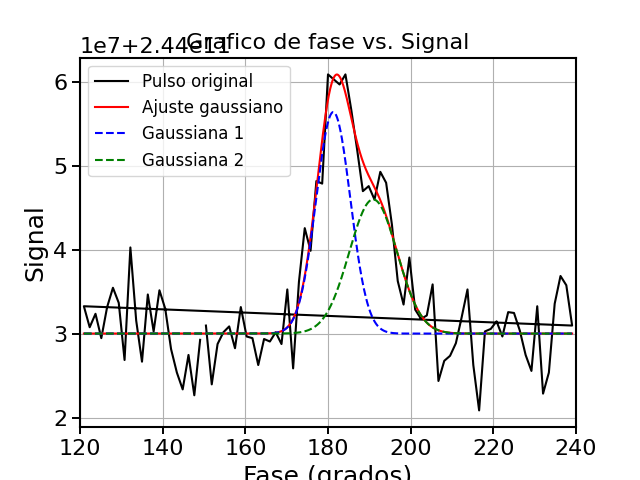 1e7+2.44e11
Grafico de fase vs. Signal
Pulso original
Ajuste gaussiano
Gaussiana 1
Gaussiana 2
Signal
6
5
4
3
2
120 140 160 180 200 220 240
Fase (grados)